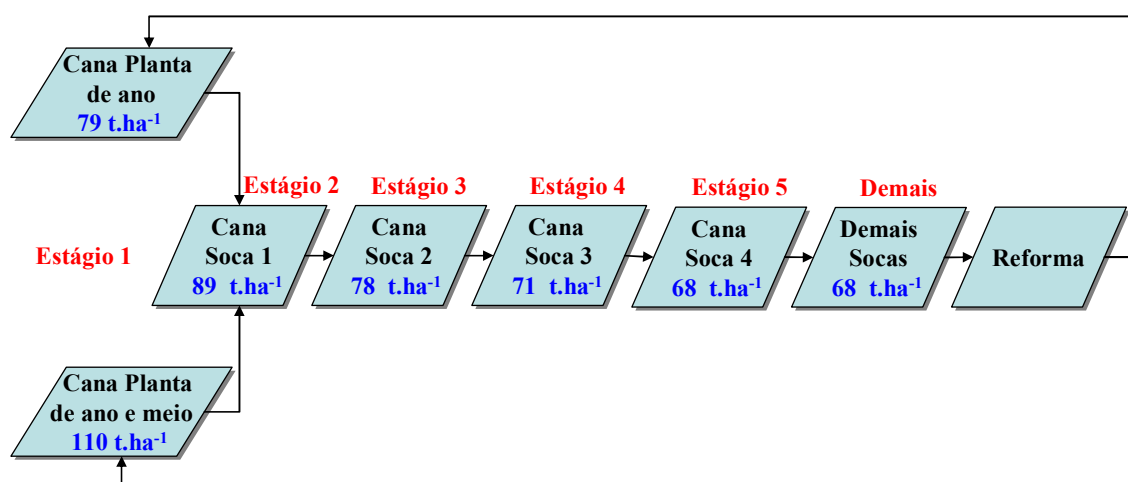 Cana Planta
de ano
79 t.ha⁻¹
Estágio 1
Estágio 2
Estágio 3
Estágio 4
Estágio 5
Demais
Cana
Soca 1
89 t.ha⁻¹
Cana
Soca 2
78 t.ha⁻¹
Cana
Soca 3
71 t.ha⁻¹
Cana
Soca 4
68 t.ha⁻¹
Demais
Socas
68 t.ha⁻¹
Reforma
Cana Planta
de ano e meio
110 t.ha⁻¹